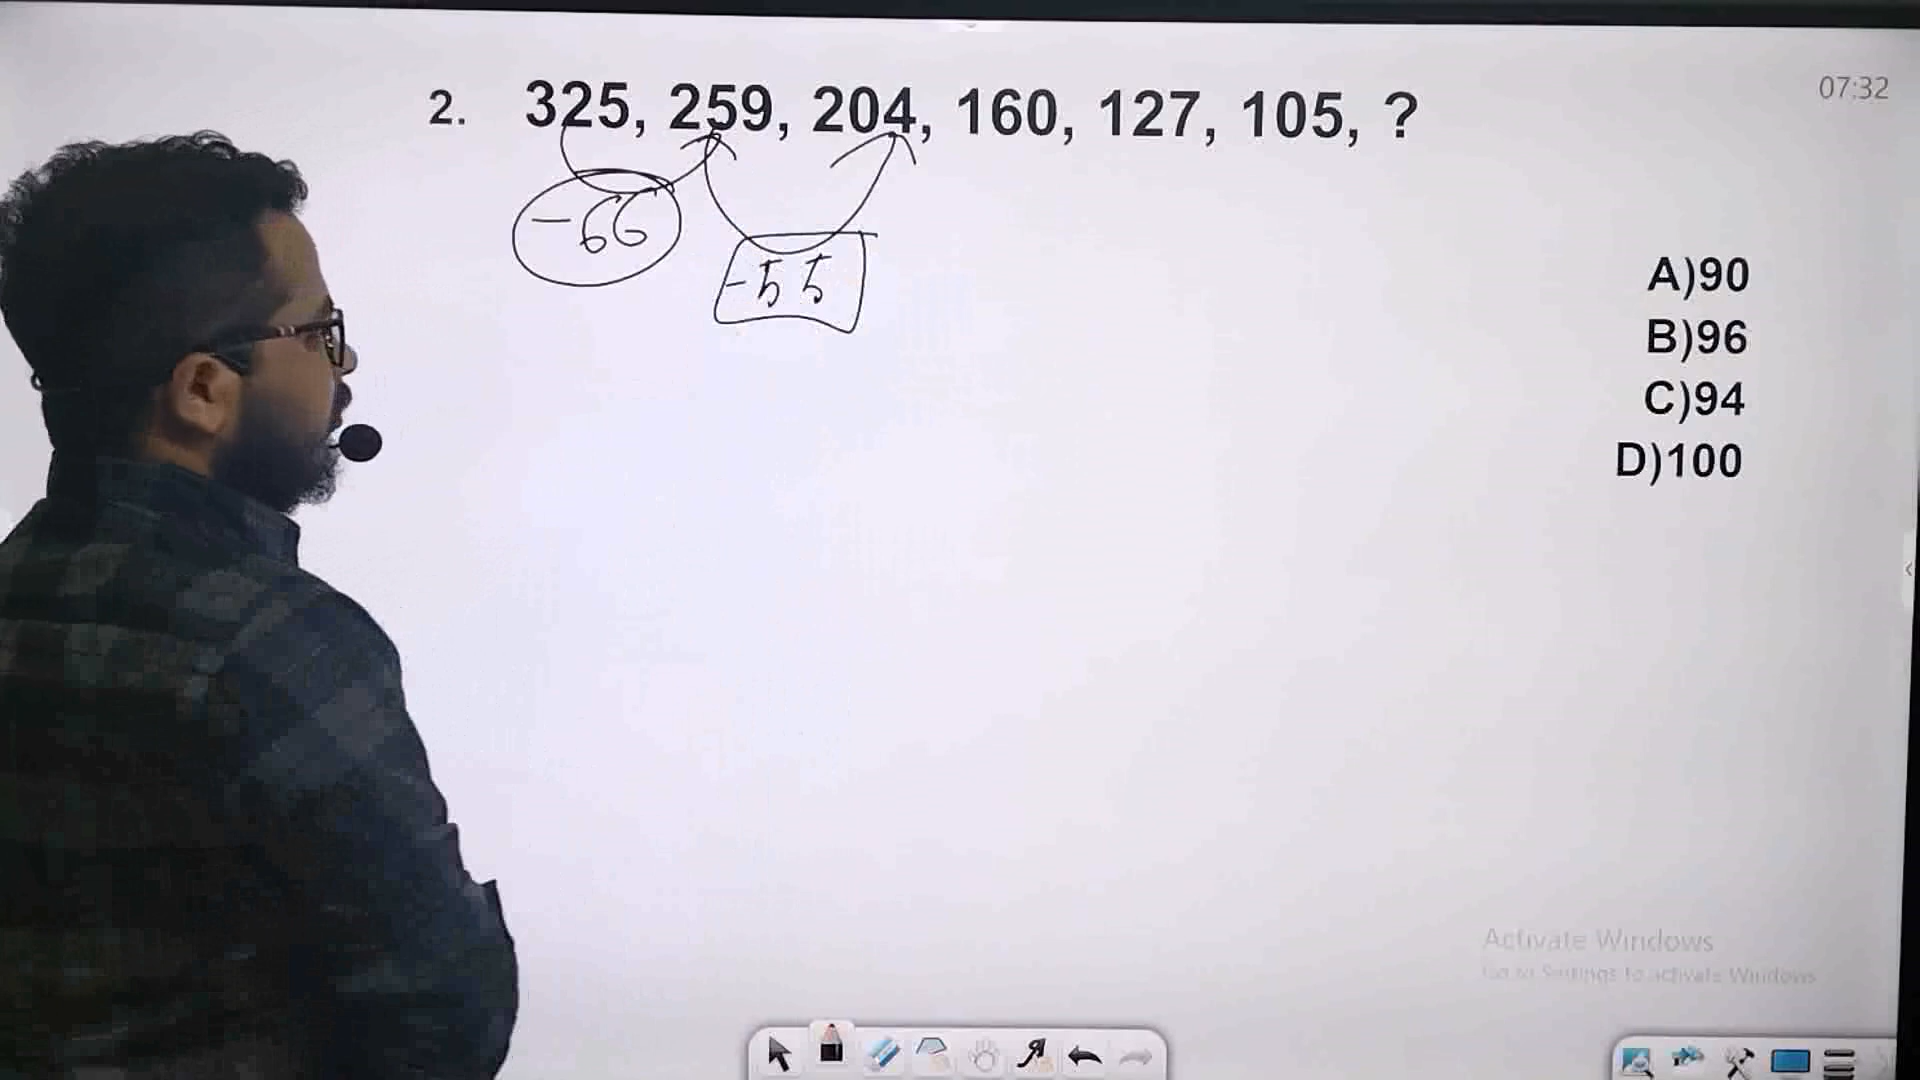 07:32
2. 325, 259, 204, 160, 127, 105, ?
-66
-55
A)90
B)96
C)94
D)100
Activate Windows
Go to Settings to activate Windows